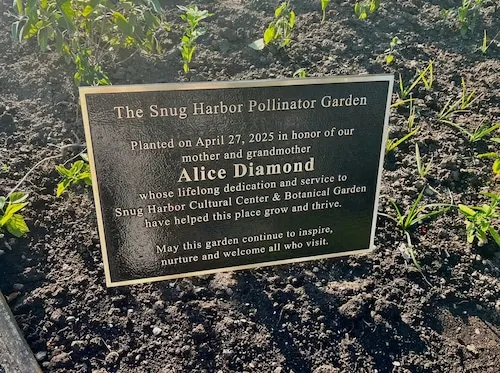 The Snug Harbor Pollinator Garden
Planted on April 27, 2025 in honor of our
mother and grandmother
Alice Diamond
whose lifelong dedication and service to
Snug Harbor Cultural Center & Botanical Garden
have helped this place grow and thrive.
May this garden continue to inspire,
nurture and welcome all who visit.